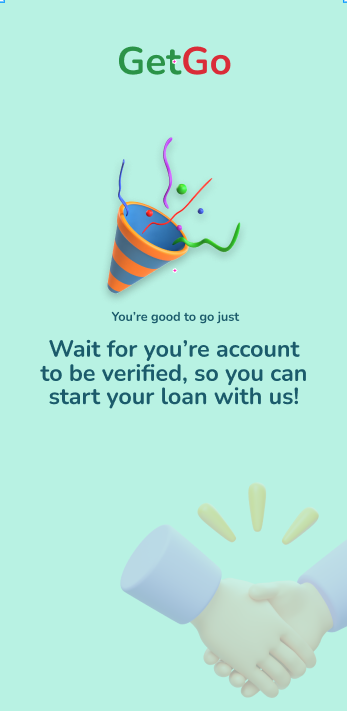 GetGo
You're good to go just
Wait for you're account
to be verified, so you can
start your loan with us!